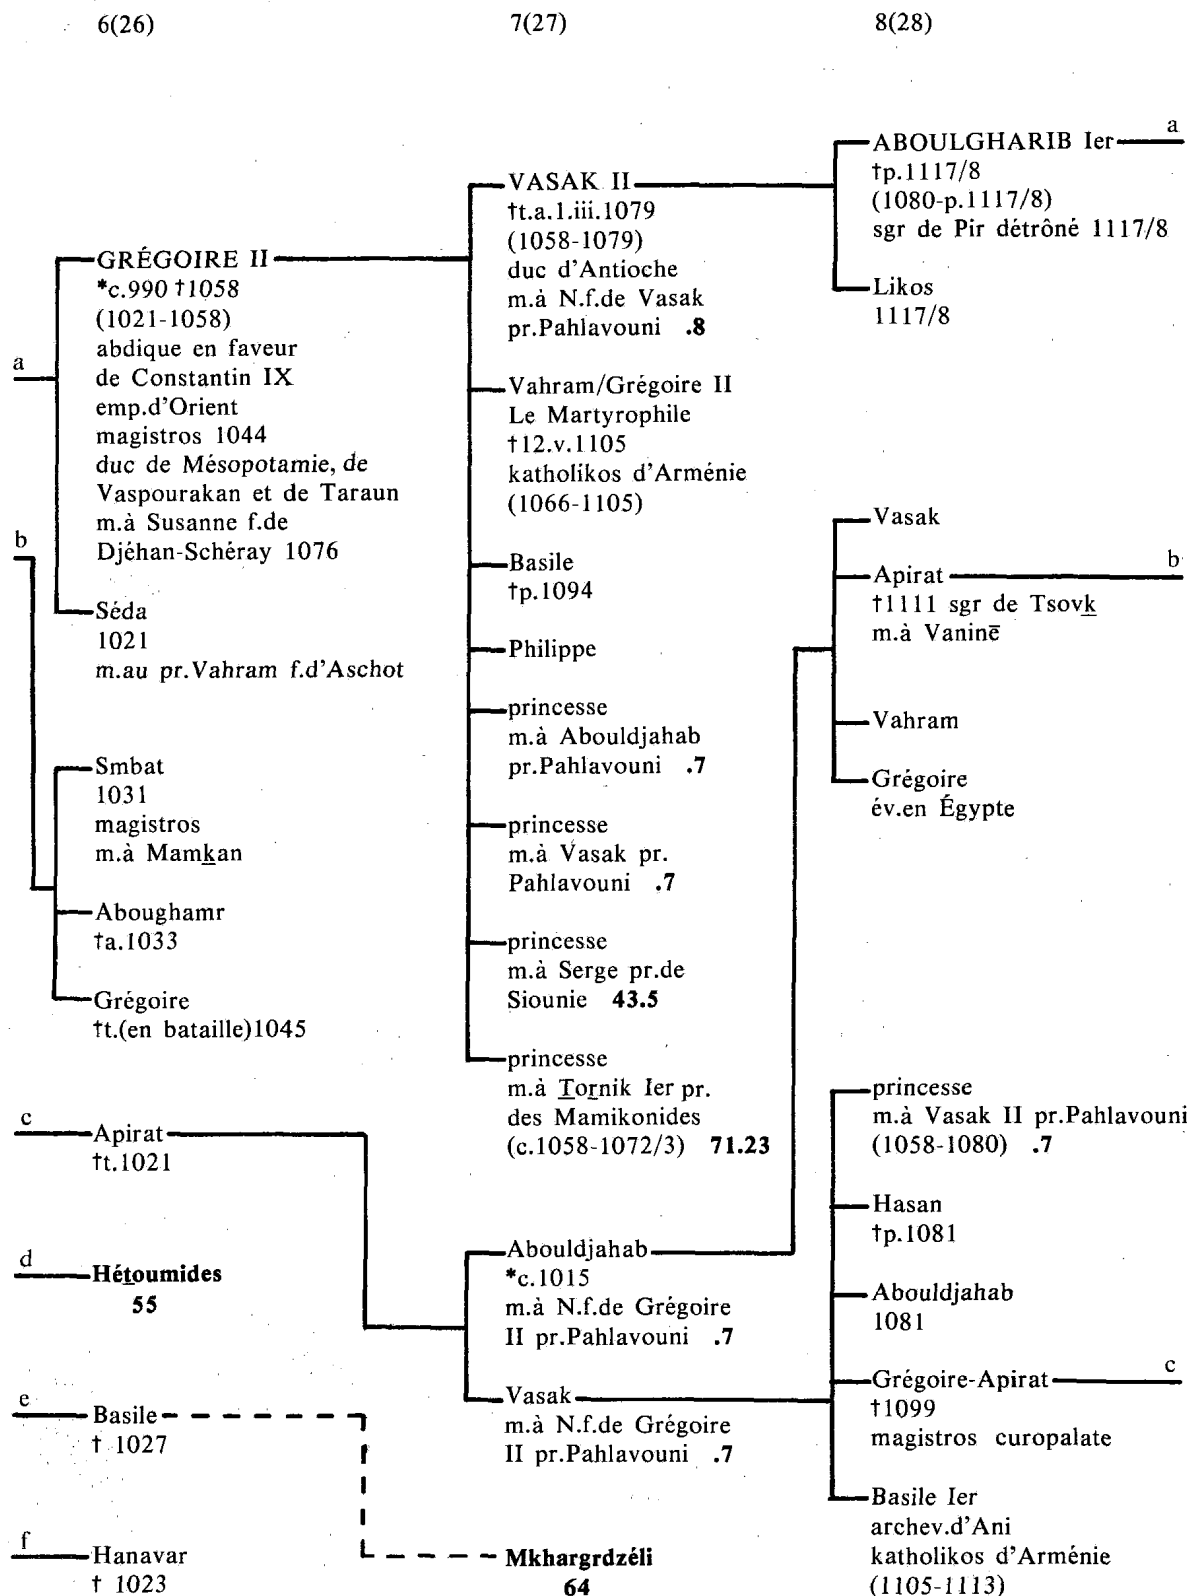 6(26)
7(27)
8(28)
a
GRÉGOIRE II
*c.990 †1058
(1021-1058)
abdique en faveur
de Constantin IX
emp.d'Orient
magistros 1044
duc de Mésopotamie, de
Vaspourakan et de Taraun
m.à Susanne f.de
Djéhan-Schéray 1076
Séda
1021
m.au pr.Vahram f.d'Aschot
b
Smbat
1031
magistros
m.à Mamḵan
Aboughamr
†a.1033
Grégoire
†t.(en bataille)1045
c
Apirat
†t.1021
d
Héṯoumides
55
e
Basile
† 1027
f
Hanavar
† 1023
VASAK II
†t.a.1.iii.1079
(1058-1079)
duc d'Antioche
m.à N.f.de Vasak
pr.Pahlavouni .8
Vahram/Grégoire II
Le Martyrophile
†12.v.1105
katholikos d'Arménie
(1066-1105)
Basile
†p.1094
Philippe
princesse
m.à Abouldjahab
pr.Pahlavouni .7
princesse
m.à Vasak pr.
Pahlavouni .7
princesse
m.à Serge pr.de
Siounie 43.5
princesse
m.à Ṯoṟnik Ier pr.
des Mamikonides
(c.1058-1072/3) 71.23
Abouldjahab
*c.1015
m.à N.f.de Grégoire
II pr.Pahlavouni .7
Vasak
m.à N.f.de Grégoire
II pr.Pahlavouni .7
Mkhargrdzéli
64
ABOULGHARIB Ier
a
†p.1117/8
(1080-p.1117/8)
sgr de Pir détrôné 1117/8
Likos
1117/8
Vasak
Apirat
b
†1111 sgr de Tsovḵ
m.à Vaninē
Vahram
Grégoire
év.en Égypte
princesse
m.à Vasak II pr.Pahlavouni
(1058-1080) .7
Hasan
†p.1081
Abouldjahab
1081
Grégoire-Apirat
c
†1099
magistros curopalate
Basile Ier
archev.d'Ani
katholikos d'Arménie
(1105-1113)